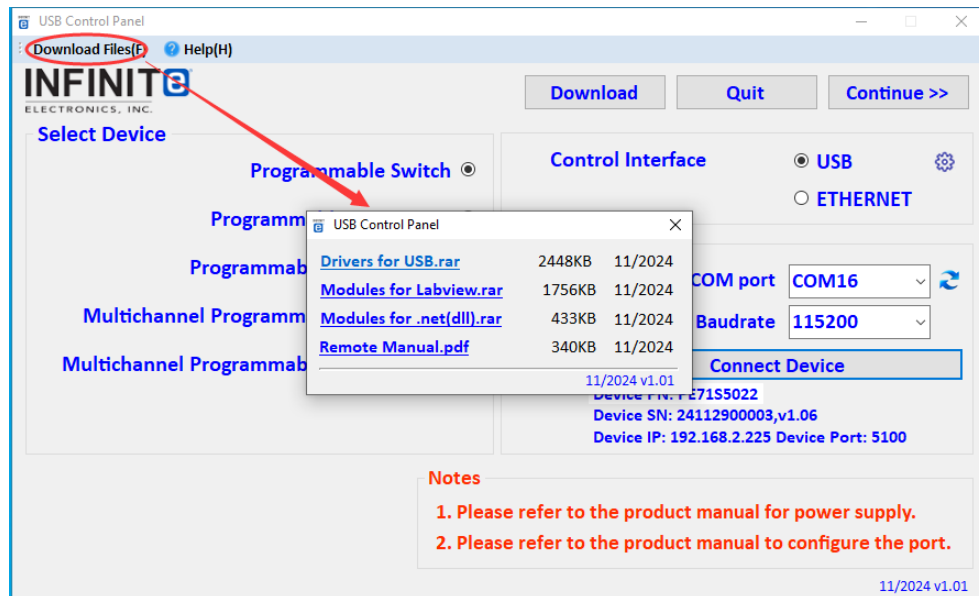 USB Control Panel
Download Files(F) Help(H)
INFINITe
ELECTRONICS, INC.
Download Quit Continue >>
Select Device
Programmable Switch
Control Interface
USB
ETHERNET
USB Control Panel
Drivers for USB.rar 2448KB 11/2024
Modules for Labview.rar 1756KB 11/2024
Modules for .net(dll).rar 433KB 11/2024
Remote Manual.pdf 340KB 11/2024
11/2024 v1.01
Multichannel
Multichannel
COM port COM16
Baudrate 115200
Connect Device
Device PN: PE71S5022
Device SN: 24112900003,v1.06
Device IP: 192.168.2.225 Device Port: 5100
Notes
1. Please refer to the product manual for power supply.
2. Please refer to the product manual to configure the port.
11/2024 v1.01